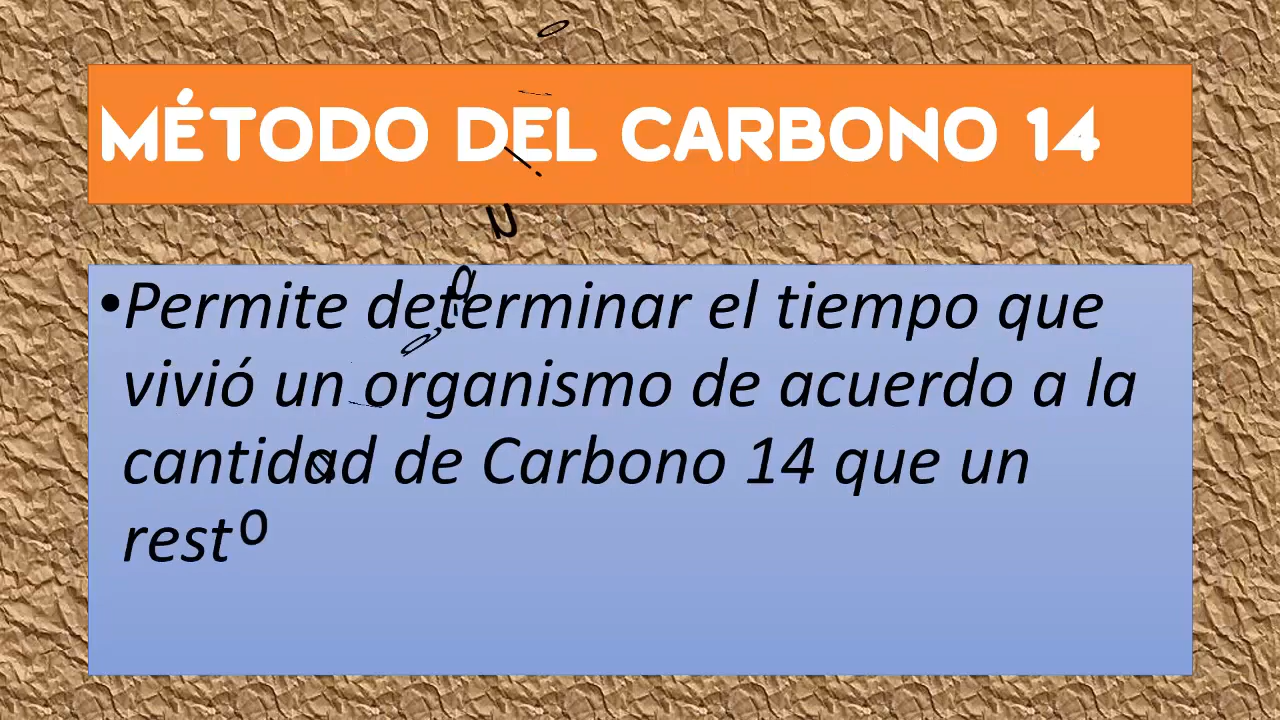 MÉTODO DEL CARBONO 14
•Permite determinar el tiempo que
vivió un organismo de acuerdo a la
cantidad de Carbono 14 que un
resto